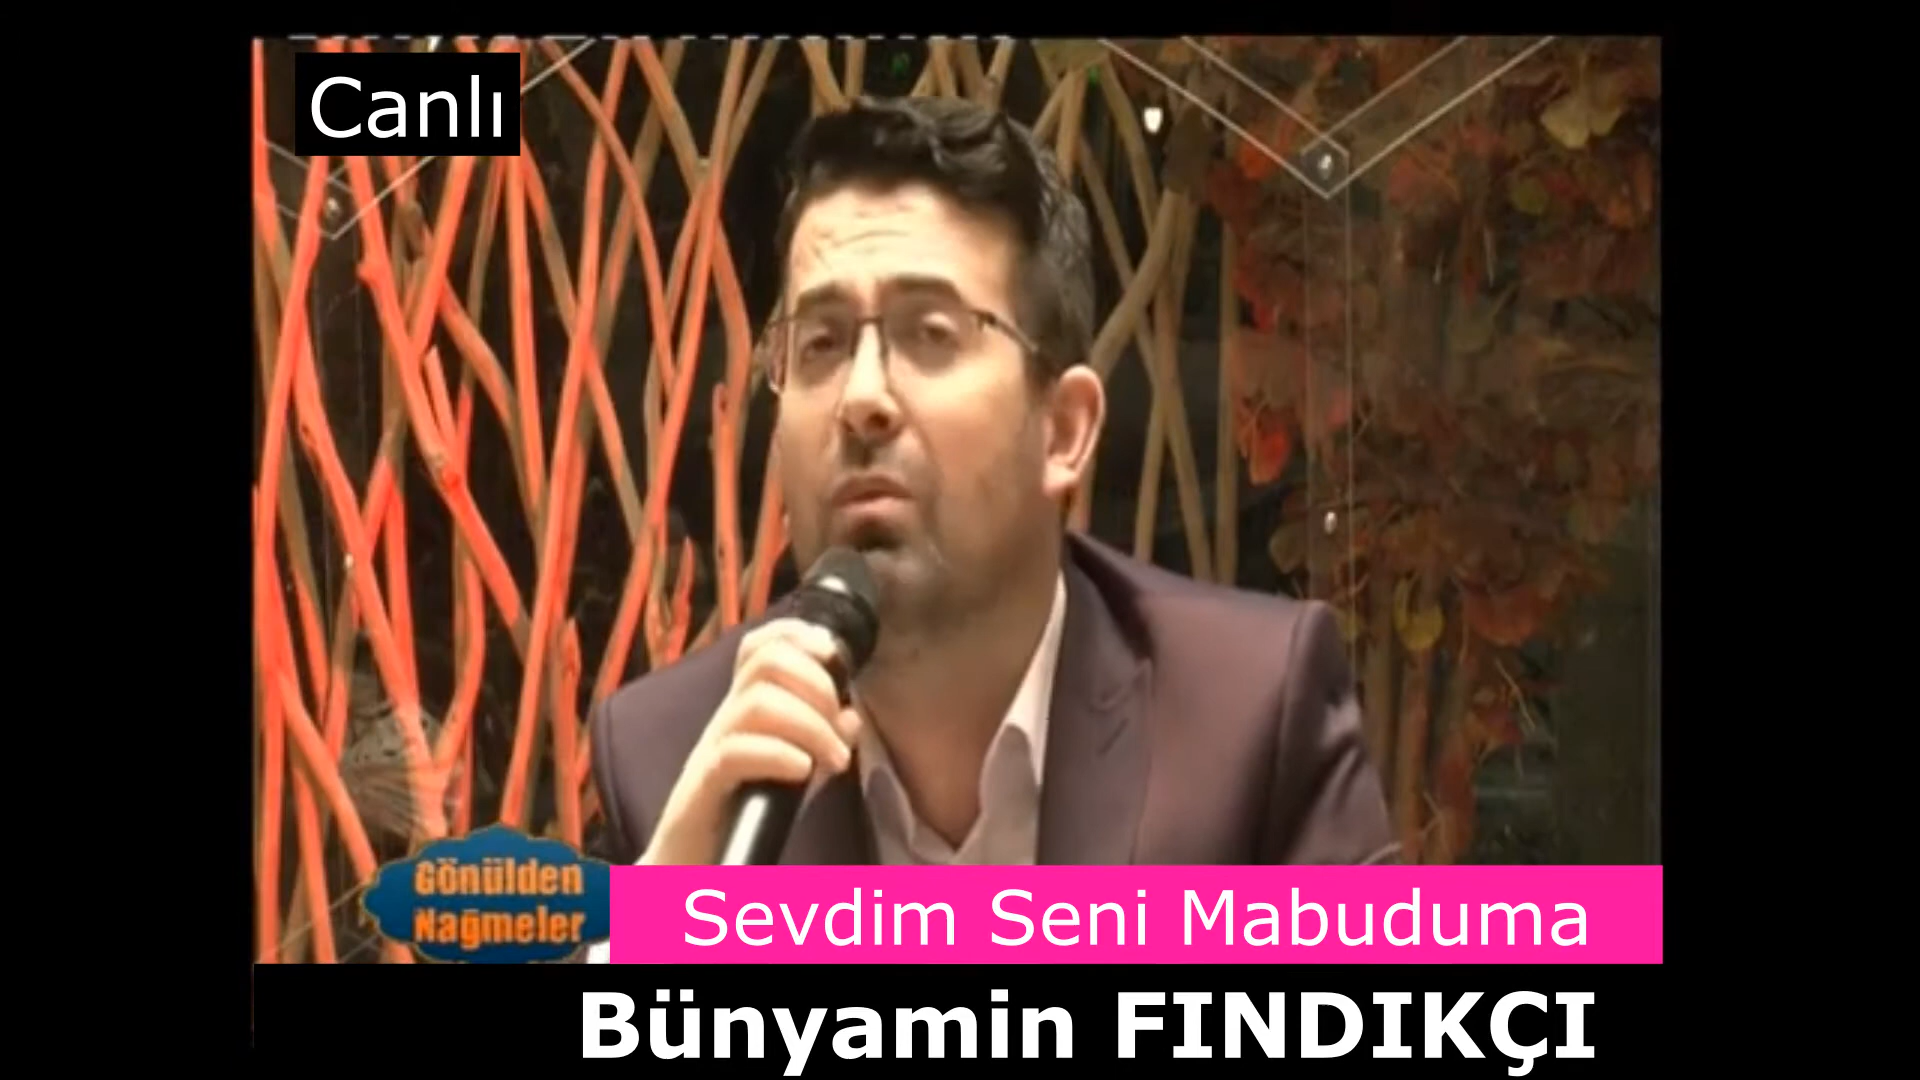 Canlı
Gönülden
Nağmeler
Sevdim Seni Mabuduma
Bünyamin FINDIKÇI